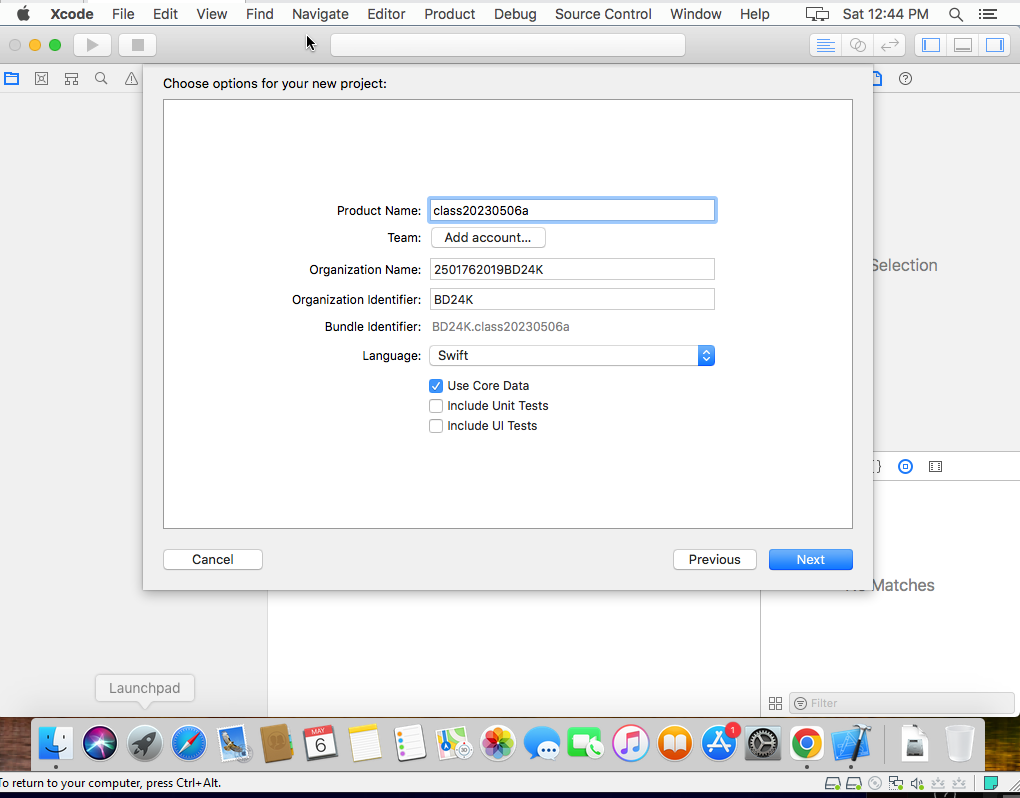 Xcode File Edit View Find Navigate Editor Product Debug Source Control Window Help Sat 12:44 PM
Choose options for your new project:
Product Name: class20230506a
Team: Add account...
Organization Name: 2501762019BD24K
Selection
Organization Identifier: BD24K
Bundle Identifier: BD24K.class20230506a
Language: Swift
Use Core Data
Include Unit Tests
Include UI Tests
Cancel Previous Next
Matches
Launchpad
Filter
MAY
6
1
To return to your computer, press Ctrl+Alt.